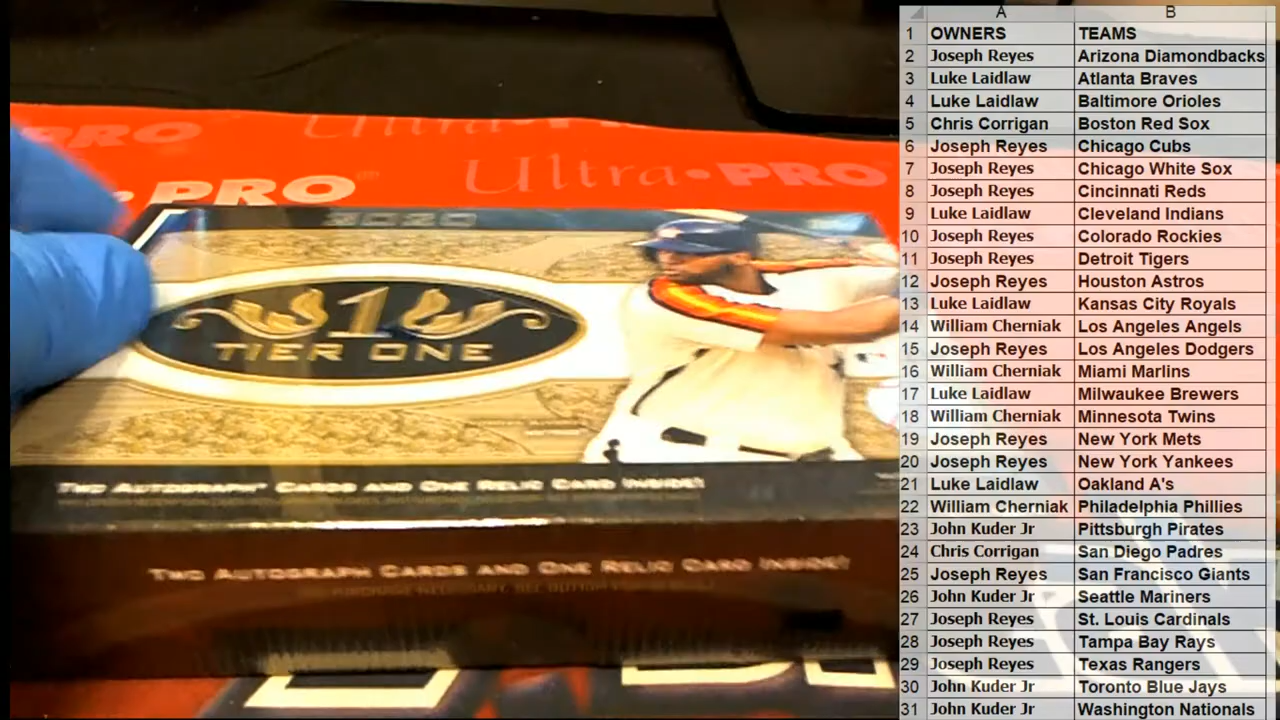 PRO
Ultra PRO
PRO
Ultra•PRO
2020
1
TIER ONE
TWO AUTOGRAPH CARDS AND ONE RELIC CARD INSIDE!
TWO AUTOGRAPH CARDS AND ONE RELIC CARD INSIDE!
A B
1 OWNERS TEAMS
2 Joseph Reyes Arizona Diamondbacks
3 Luke Laidlaw Atlanta Braves
4 Luke Laidlaw Baltimore Orioles
5 Chris Corrigan Boston Red Sox
6 Joseph Reyes Chicago Cubs
7 Joseph Reyes Chicago White Sox
8 Joseph Reyes Cincinnati Reds
9 Luke Laidlaw Cleveland Indians
10 Joseph Reyes Colorado Rockies
11 Joseph Reyes Detroit Tigers
12 Joseph Reyes Houston Astros
13 Luke Laidlaw Kansas City Royals
14 William Cherniak Los Angeles Angels
15 Joseph Reyes Los Angeles Dodgers
16 William Cherniak Miami Marlins
17 Luke Laidlaw Milwaukee Brewers
18 William Cherniak Minnesota Twins
19 Joseph Reyes New York Mets
20 Joseph Reyes New York Yankees
21 Luke Laidlaw Oakland A's
22 William Cherniak Philadelphia Phillies
23 John Kuder Jr Pittsburgh Pirates
24 Chris Corrigan San Diego Padres
25 Joseph Reyes San Francisco Giants
26 John Kuder Jr Seattle Mariners
27 Joseph Reyes St. Louis Cardinals
28 Joseph Reyes Tampa Bay Rays
29 Joseph Reyes Texas Rangers
30 John Kuder Jr Toronto Blue Jays
31 John Kuder Jr Washington Nationals